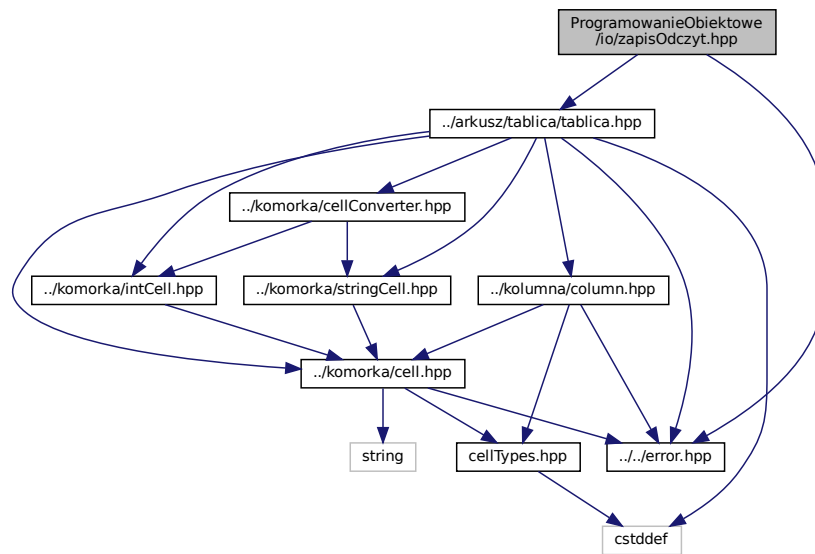 ProgramowanieObiektowe
/io/zapisOdczyt.hpp
../arkusz/tablica/tablica.hpp
../komorka/cellConverter.hpp
../komorka/intCell.hpp
../komorka/stringCell.hpp
../kolumna/column.hpp
../komorka/cell.hpp
string
cellTypes.hpp
../../error.hpp
cstddef